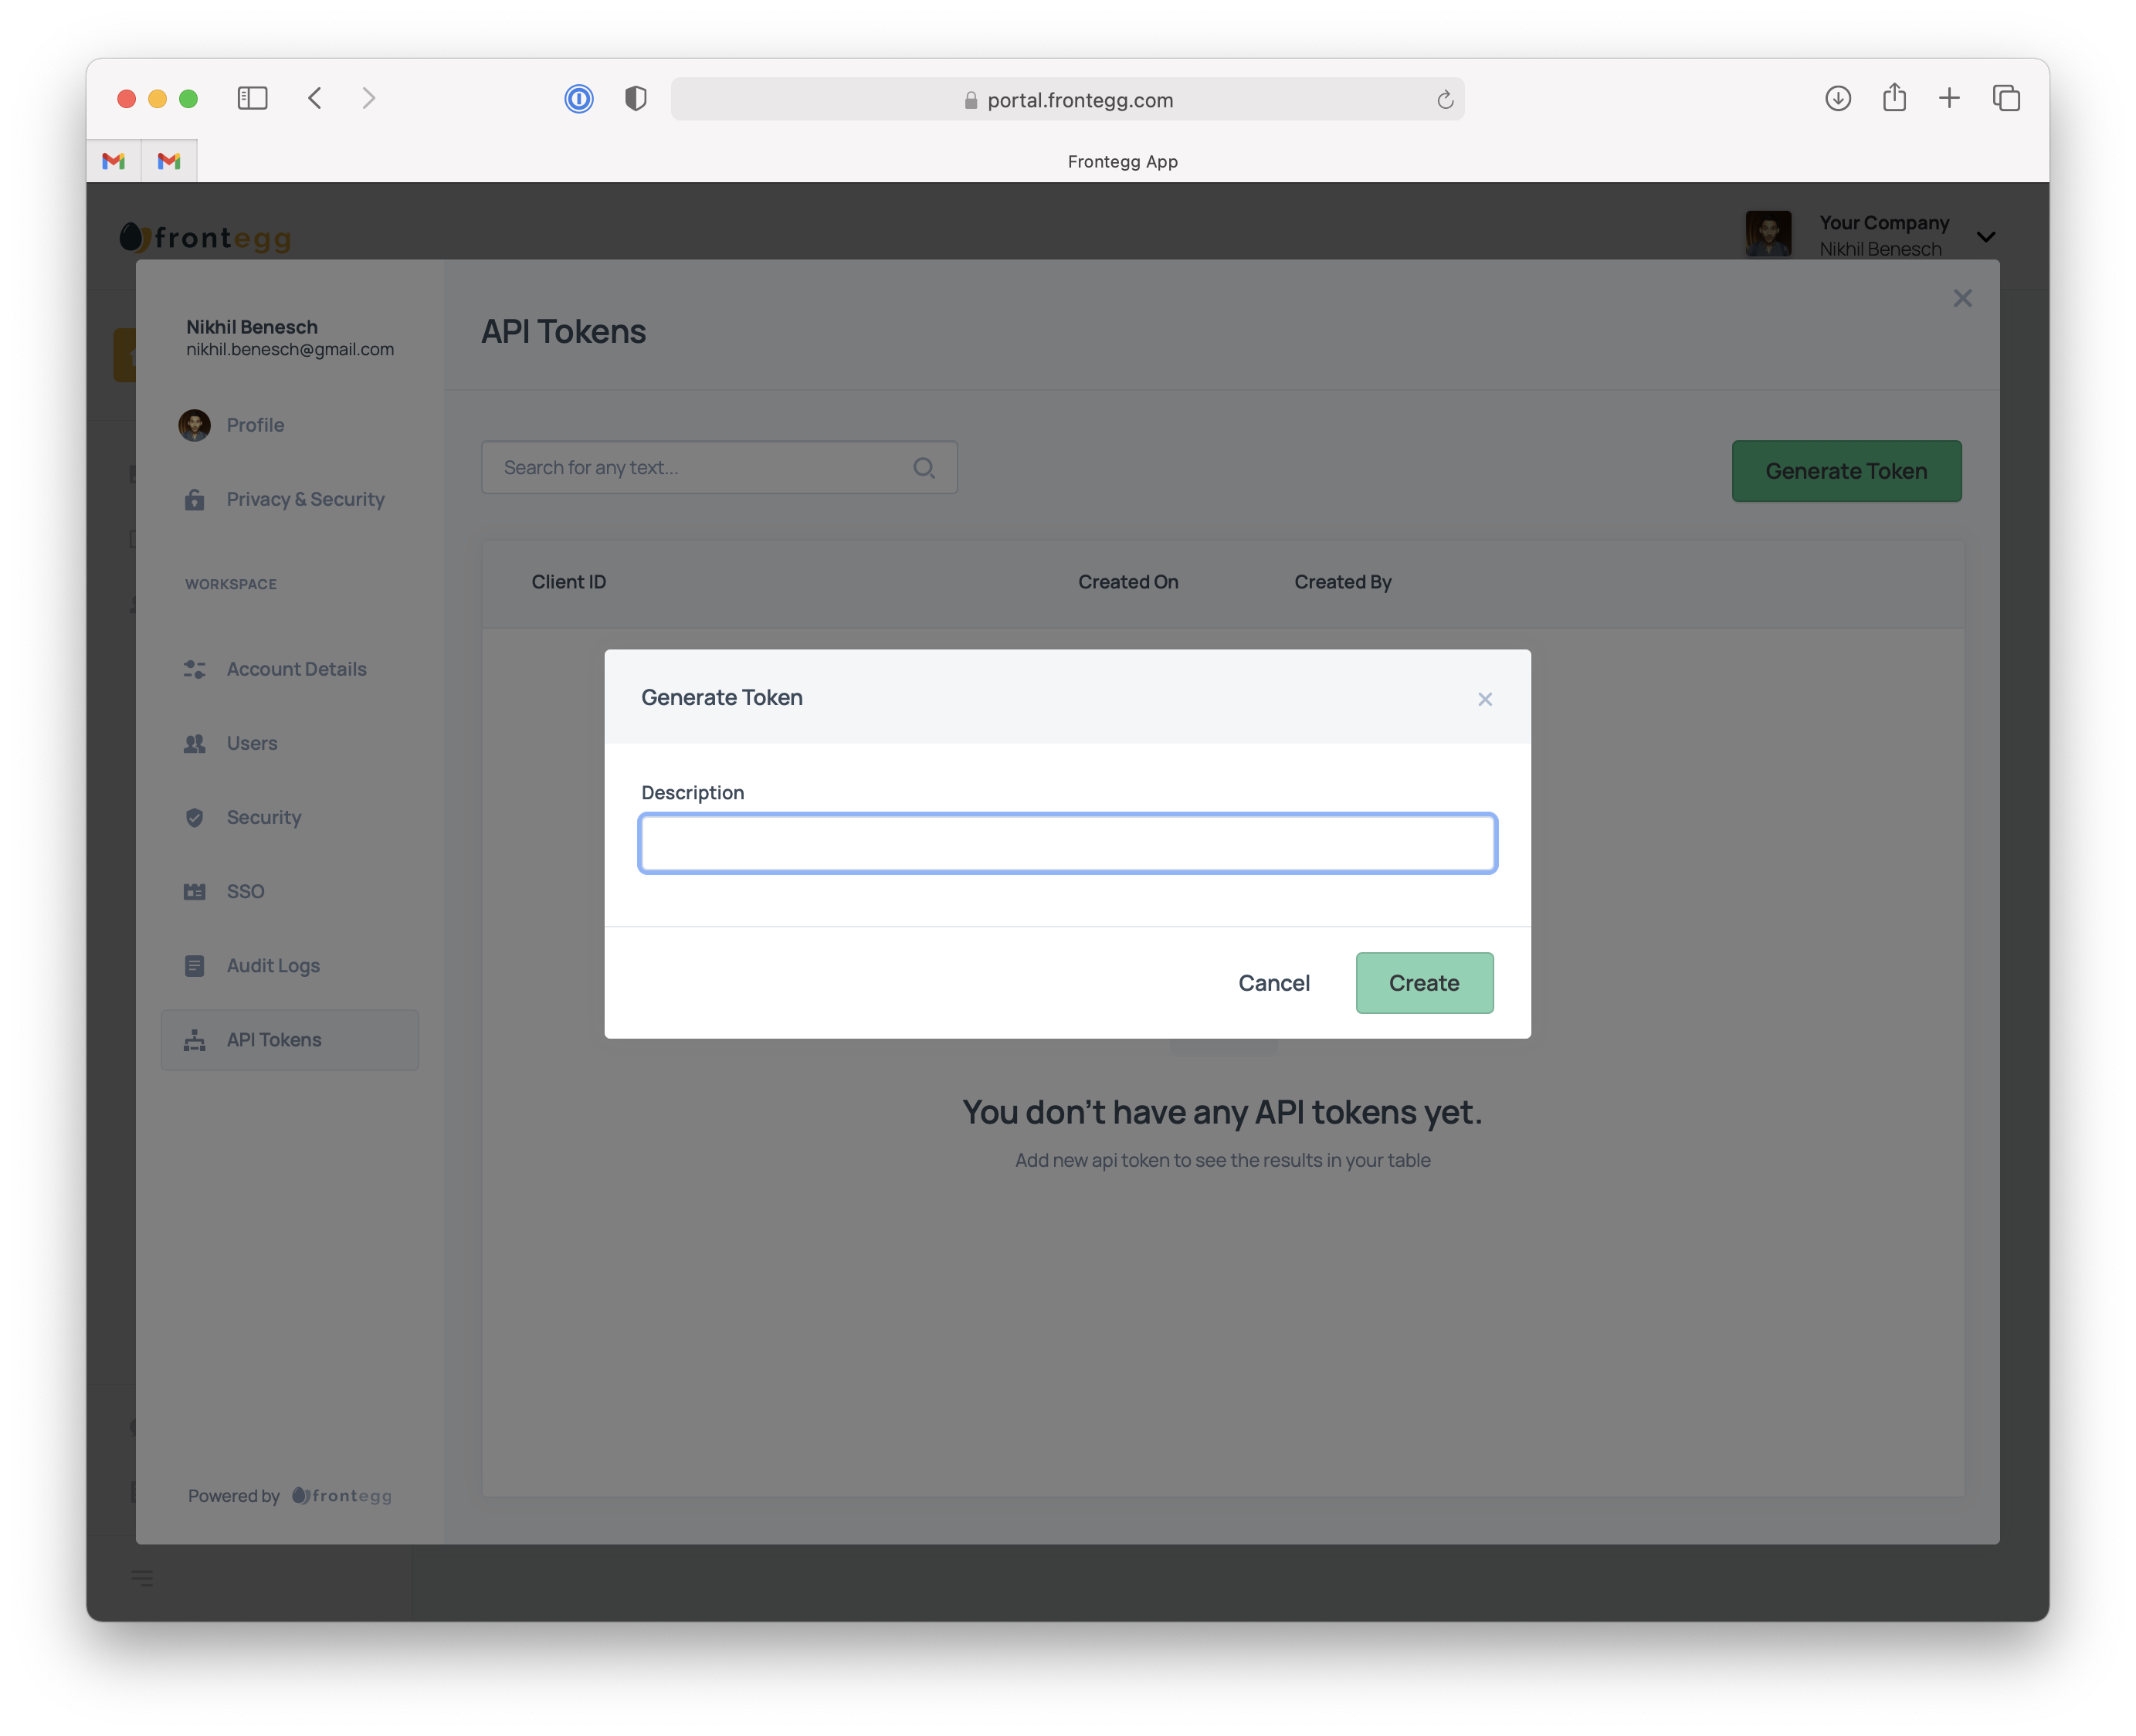 portal.frontegg.com
Frontegg App
frontegg
Your Company
Nikhil Benesch
Nikhil Benesch
nikhil.benesch@gmail.com
Profile
Privacy & Security
WORKSPACE
Account Details
Users
Security
SSO
Audit Logs
API Tokens
Powered by frontegg
API Tokens
Search for any text...
Generate Token
Client ID
Created On
Created By
Generate Token
Description
Cancel
Create
You don't have any API tokens yet.
Add new api token to see the results in your table